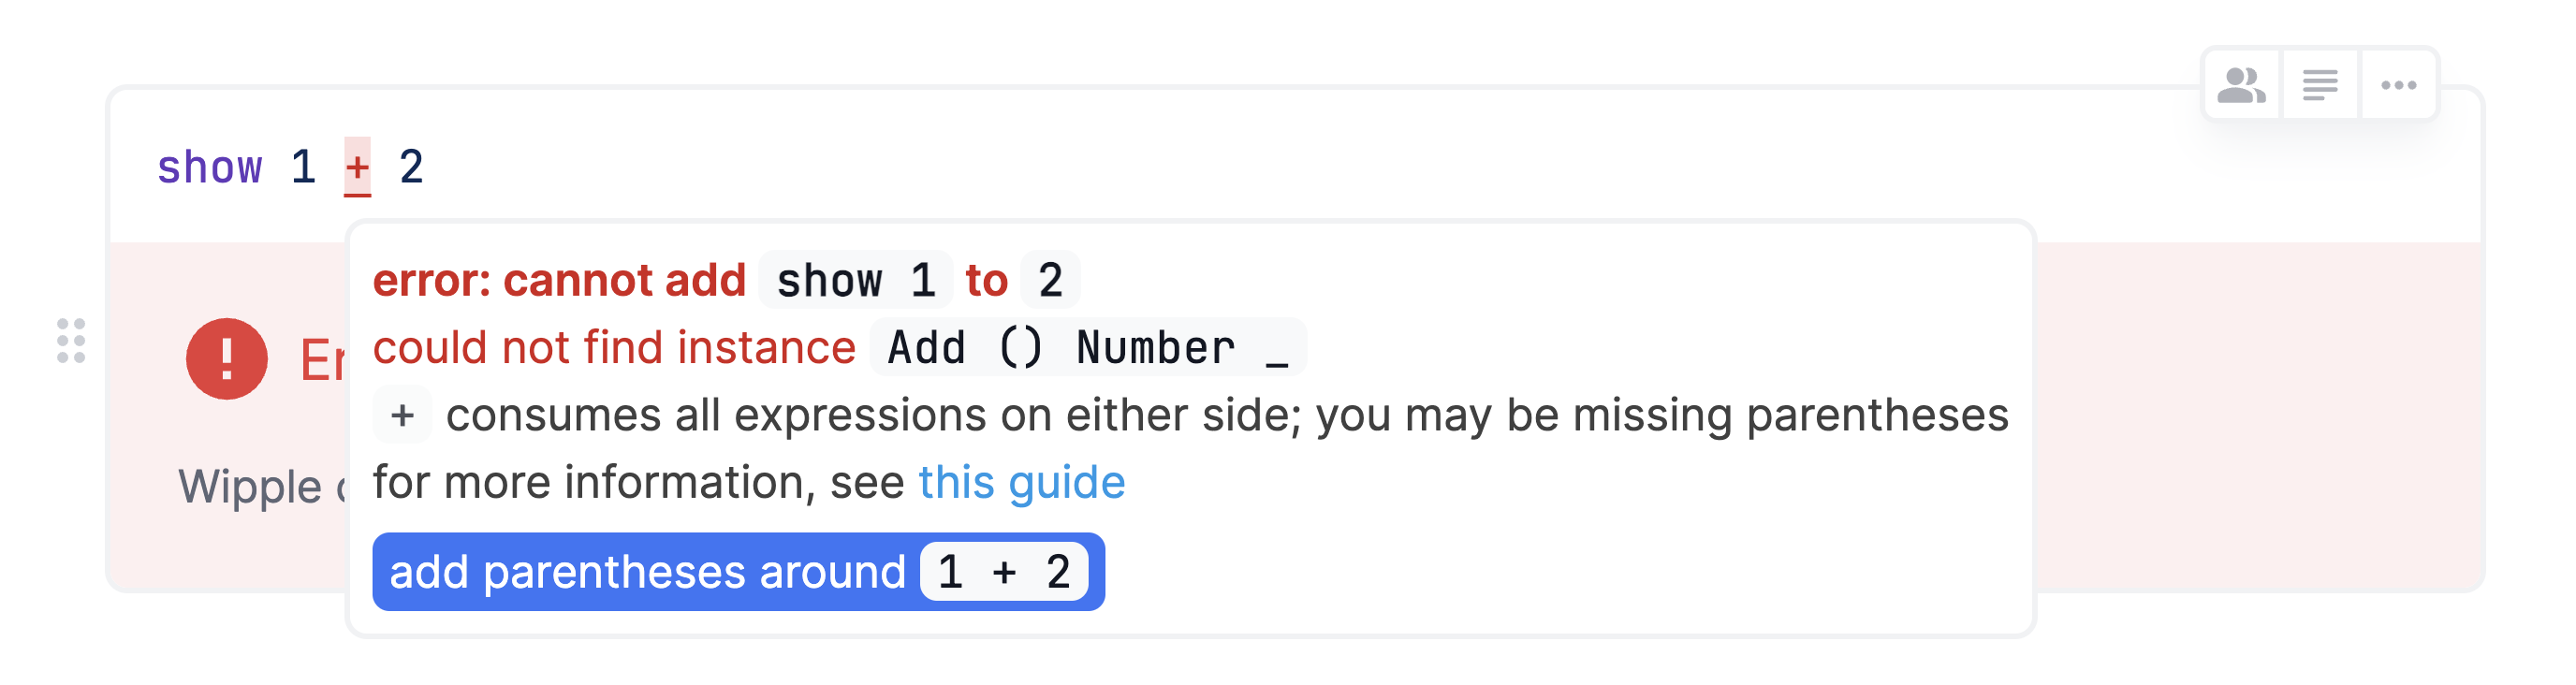 show 1 + 2
error: cannot add show 1 to 2
could not find instance Add () Number _
+ consumes all expressions on either side; you may be missing parentheses
for more information, see this guide
add parentheses around 1 + 2
Wipple